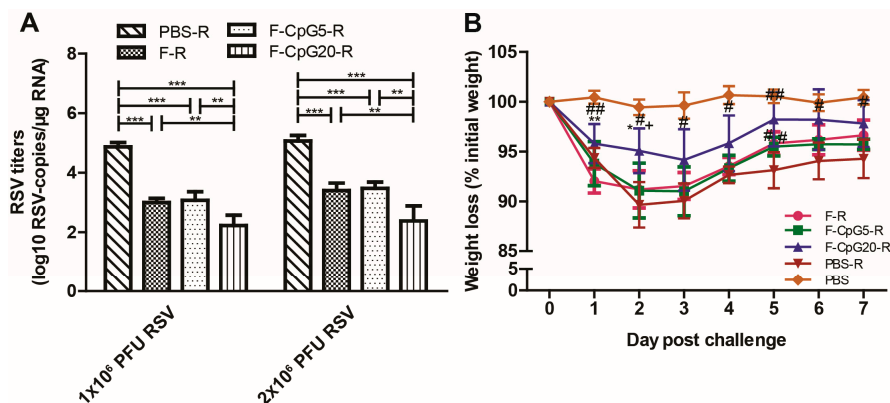 A
PBS-R
F-R
F-CpG5-R
F-CpG20-R
RSV titers
(log10 RSV-copies/µg RNA)
8
6
4
2
0
***
***
**
***
**
***
***
**
***
**
1x10⁶ PFU RSV
2x10⁶ PFU RSV
B
Weight loss (% initial weight)
105
100
95
90
85
5
0
##
**
#
*
+
#
#
##
#
#
F-R
F-CpG5-R
F-CpG20-R
PBS-R
PBS
0 1 2 3 4 5 6 7
Day post challenge